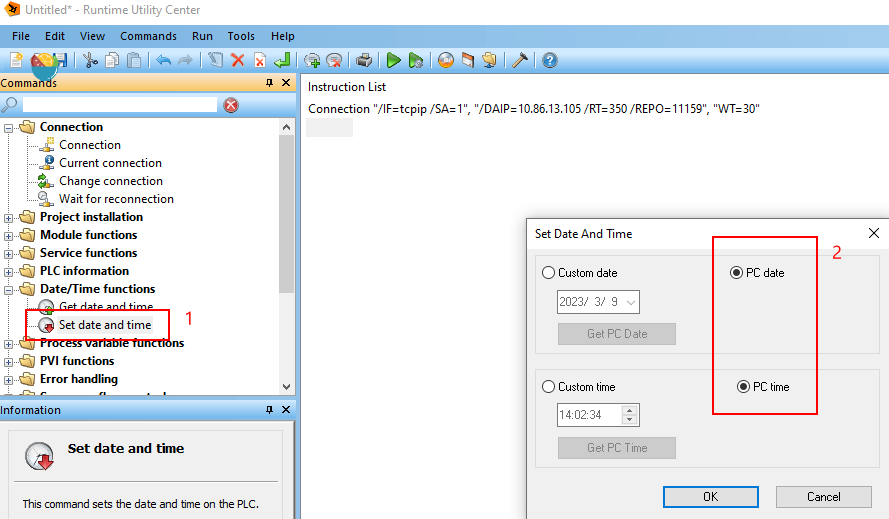 Untitled* - Runtime Utility Center
File Edit View Commands Run Tools Help
Commands
Instruction List
Connection "/IF=tcpip /SA=1", "/DAIP=10.86.13.105 /RT=350 /REPO=11159", "WT=30"
Connection
Connection
Current connection
Change connection
Wait for reconnection
Project installation
Module functions
Service functions
PLC information
Date/Time functions
Get date and time
Set date and time
1
Process variable functions
PVI functions
Error handling
Information
Set date and time
This command sets the date and time on the PLC.
Set Date And Time
2
Custom date
PC date
2023/ 3/ 9
Get PC Date
Custom time
PC time
14:02:34
Get PC Time
OK
Cancel